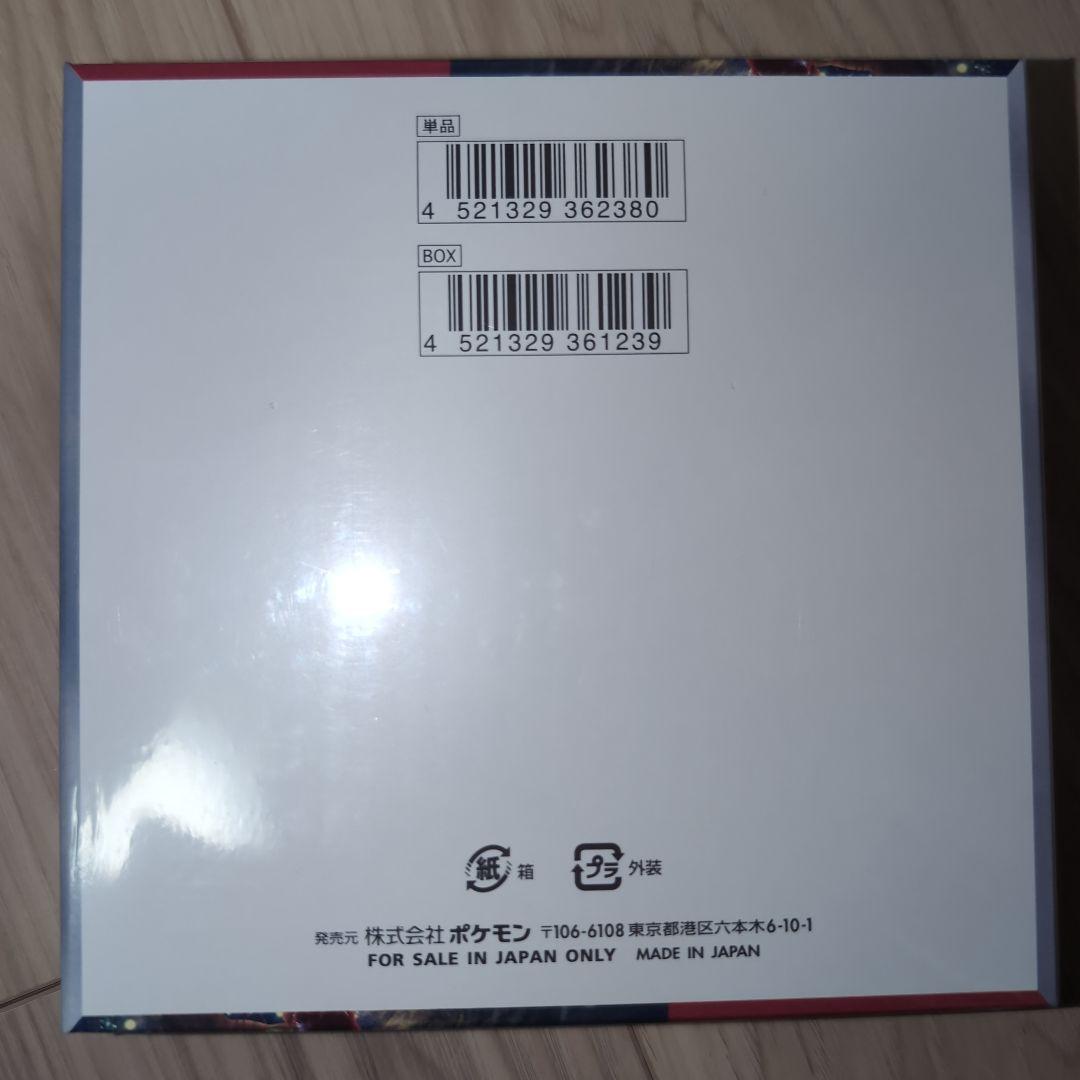 単品
4 521329 362380
BOX
4 521329 361239
紙 箱 プラ 外装
発売元 株式会社ポケモン 〒106-6108 東京都港区六本木6-10-1
FOR SALE IN JAPAN ONLY MADE IN JAPAN